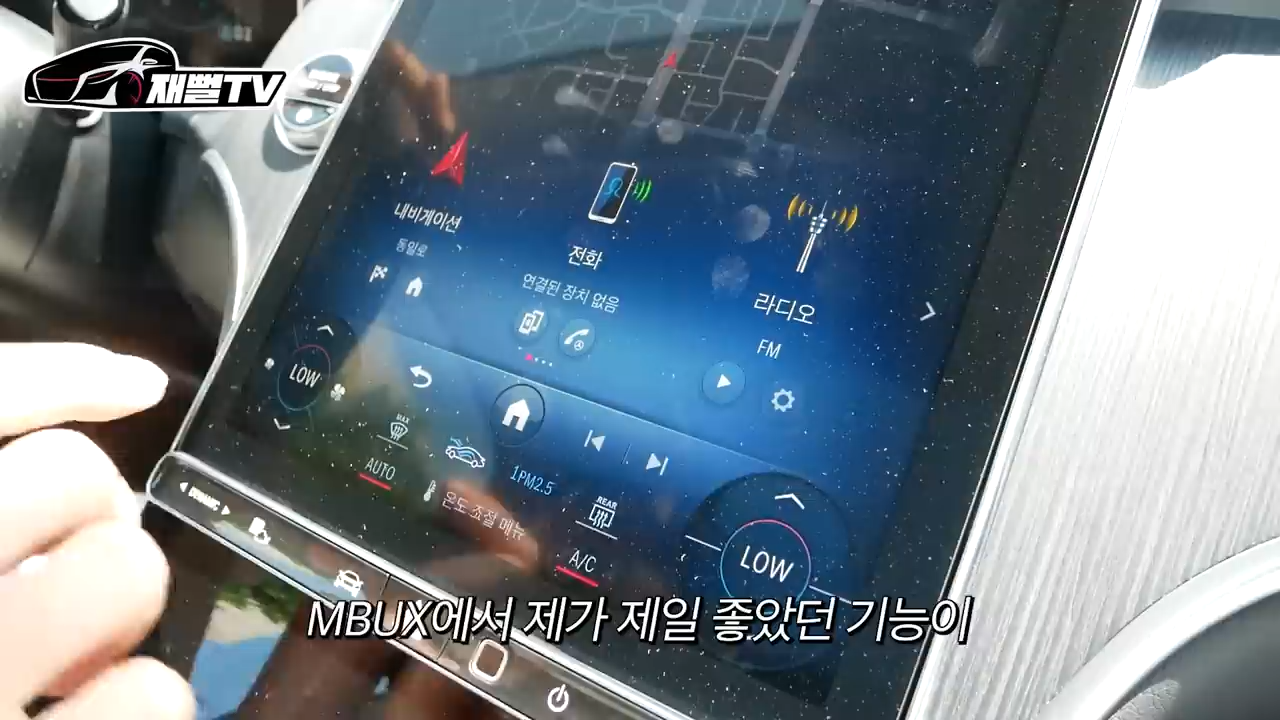 재뻘TV
내비게이션
동일로
전화
연결된 장치 없음
라디오
FM
LOW
MAX
AUTO
1PM2.5
온도 조절 메뉴
REAR
A/C
LOW
DYNAMIC
MBUX에서 제가 제일 좋았던 기능이